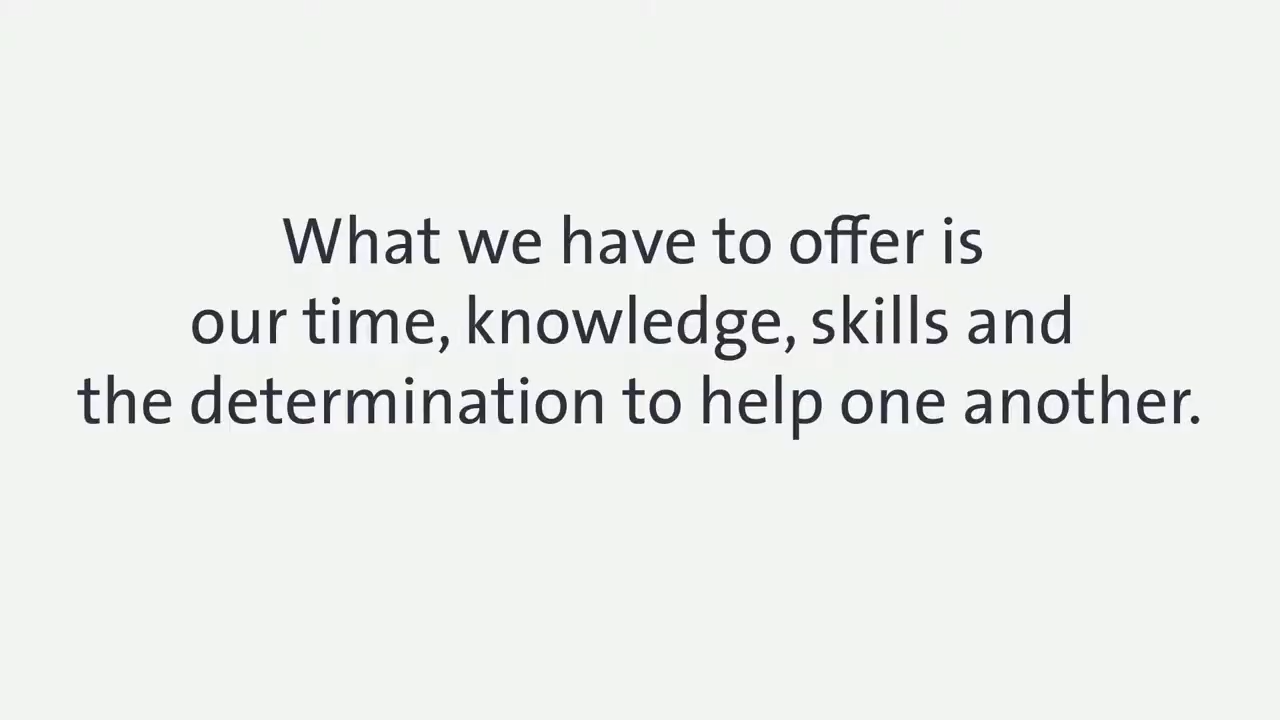 What we have to offer is
our time, knowledge, skills and
the determination to help one another.